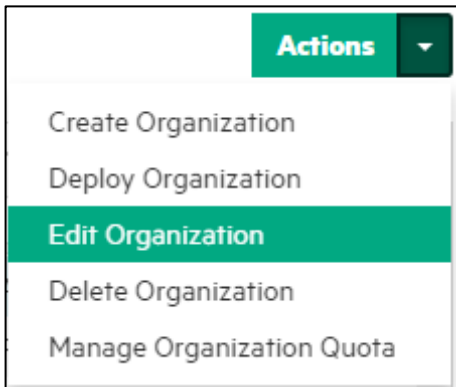 Actions
Create Organization
Deploy Organization
Edit Organization
Delete Organization
Manage Organization Quota